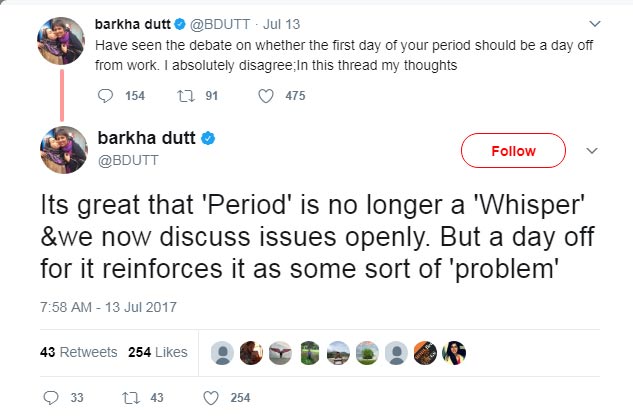 barkha dutt @BDUTT · Jul 13
Have seen the debate on whether the first day of your period should be a day off
from work. I absolutely disagree;In this thread my thoughts
154 91 475
barkha dutt
@BDUTT
Follow
Its great that 'Period' is no longer a 'Whisper'
&we now discuss issues openly. But a day off
for it reinforces it as some sort of 'problem'
7:58 AM - 13 Jul 2017
43 Retweets 254 Likes
33 43 254